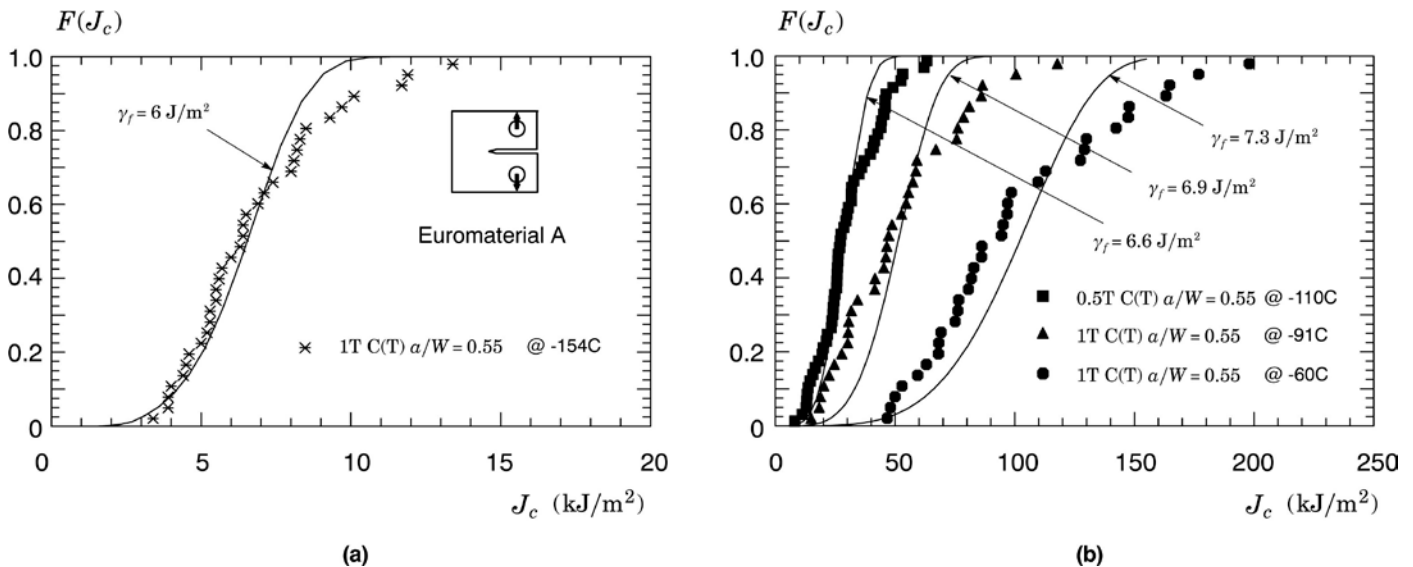 F(J_c)
1.0
0.8
0.6
0.4
0.2
0
0 5 10 15 20
γ_f = 6 J/m²
Euromaterial A
1T C(T) a/W = 0.55 @ -154C
J_c (kJ/m²)
(a)
F(J_c)
1.0
0.8
0.6
0.4
0.2
0
0 50 100 150 200 250
γ_f = 7.3 J/m²
γ_f = 6.9 J/m²
γ_f = 6.6 J/m²
0.5T C(T) a/W = 0.55 @ -110C
1T C(T) a/W = 0.55 @ -91C
1T C(T) a/W = 0.55 @ -60C
J_c (kJ/m²)
(b)